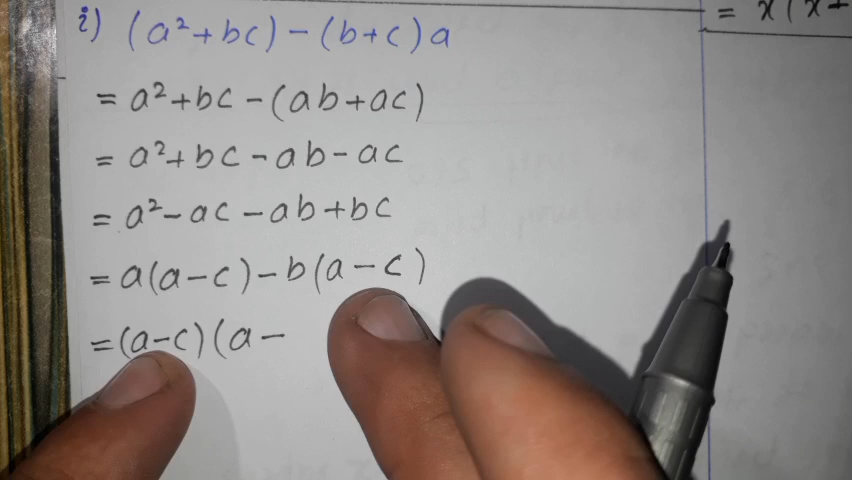 i) (a²+bc)-(b+c)a
= x(x+
= a²+bc-(ab+ac)
= a²+bc-ab-ac
= a²-ac-ab+bc
= a(a-c)-b(a-c)
=(a-c)(a-